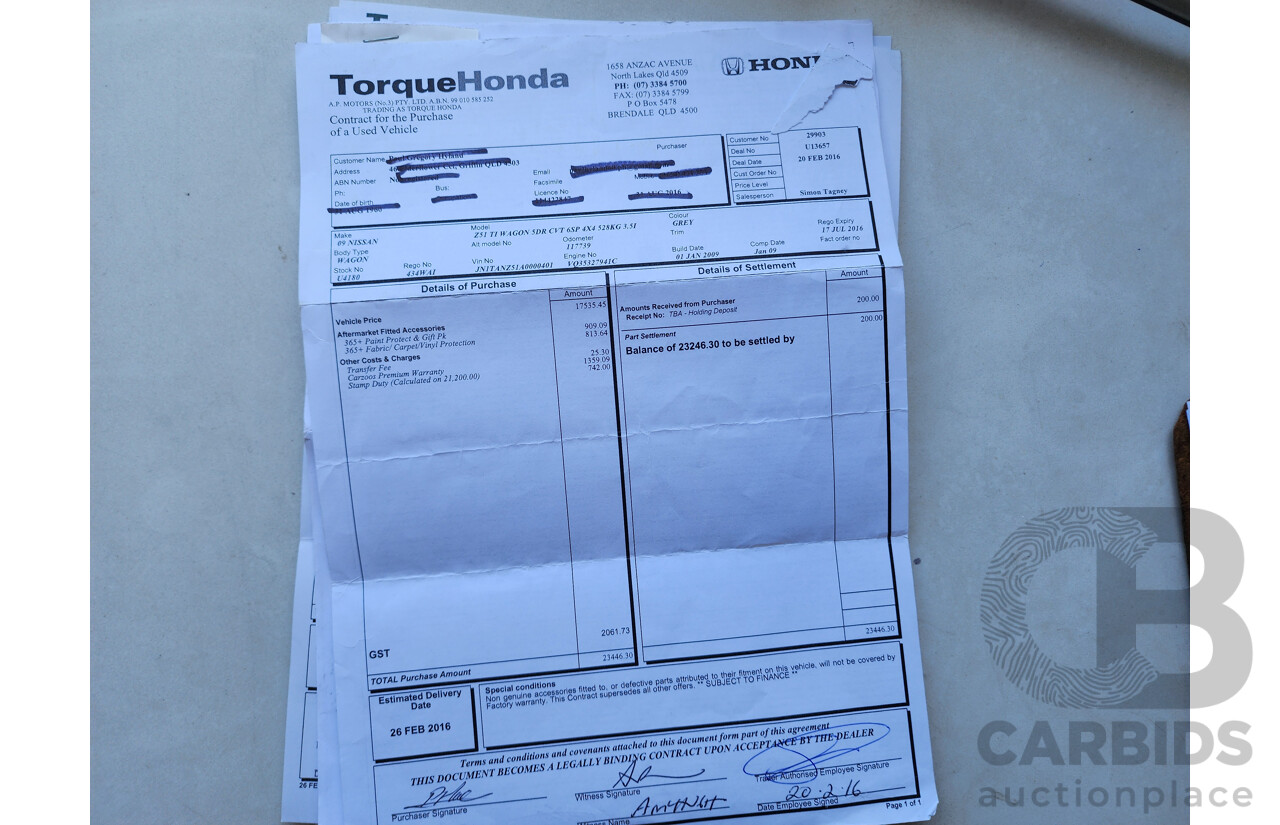 TorqueHonda
A.P. MOTORS (No.3) PTY. LTD. A.B.N. 99 010 585 252
TRADING AS TORQUE HONDA
Contract for the Purchase
of a Used Vehicle
1658 ANZAC AVENUE
North Lakes Qld 4509
PH: (07) 3384 5700
FAX: (07) 3384 5799
P O Box 5478
BRENDALE QLD 4500
HON
Customer Name
Address
ABN Number
Ph:
Bus:
Date of birth
Purchaser
Email
Facsimile
Licence No
Customer No 29903
Deal No U13657
Deal Date 20 FEB 2016
Cust Order No
Price Level
Salesperson Simon Tagney
Make
09 NISSAN
Model
Z51 TI WAGON 5DR CVT 6SP 4X4 528KG 3.5I
Colour
GREY
Rego Expiry
17 JUL 2016
Body Type
WAGON
Alt model No
Odometer
117739
Trim
Fact order no
Stock No
U4180
Rego No
434WAI
Vin No
JN1TANZ51A0000401
Engine No
VQ35327941C
Build Date
01 JAN 2009
Comp Date
Jan 09
Details of Purchase
Amount
Vehicle Price 17535.45
Aftermarket Fitted Accessories
365+ Paint Protect & Gift Pk 909.09
365+ Fabric/ Carpet/Vinyl Protection 813.64
Other Costs & Charges
Transfer Fee 25.30
Carzoos Premium Warranty 1359.09
Stamp Duty (Calculated on 21,200.00) 742.00
GST 2061.73
TOTAL Purchase Amount 23446.30
Details of Settlement
Amount
Amounts Received from Purchaser
Receipt No: TBA - Holding Deposit 200.00
Part Settlement 200.00
Balance of 23246.30 to be settled by
23446.30
Estimated Delivery
Date
26 FEB 2016
Special conditions
Non genuine accessories fitted to, or defective parts attributed to their fitment on this vehicle, will not be covered by
Factory warranty. This Contract supersedes all other offers. ** SUBJECT TO FINANCE **
Terms and conditions and covenants attached to this document form part of this agreement
THIS DOCUMENT BECOMES A LEGALLY BINDING CONTRACT UPON ACCEPTANCE BY THE DEALER
Purchaser Signature
Witness Signature
Trader Authorised Employee Signature
20.2.16
Date Employee Signed
Witness Name
Page 1 of 1
26 FE
CB
CARBIDS
auctionplace